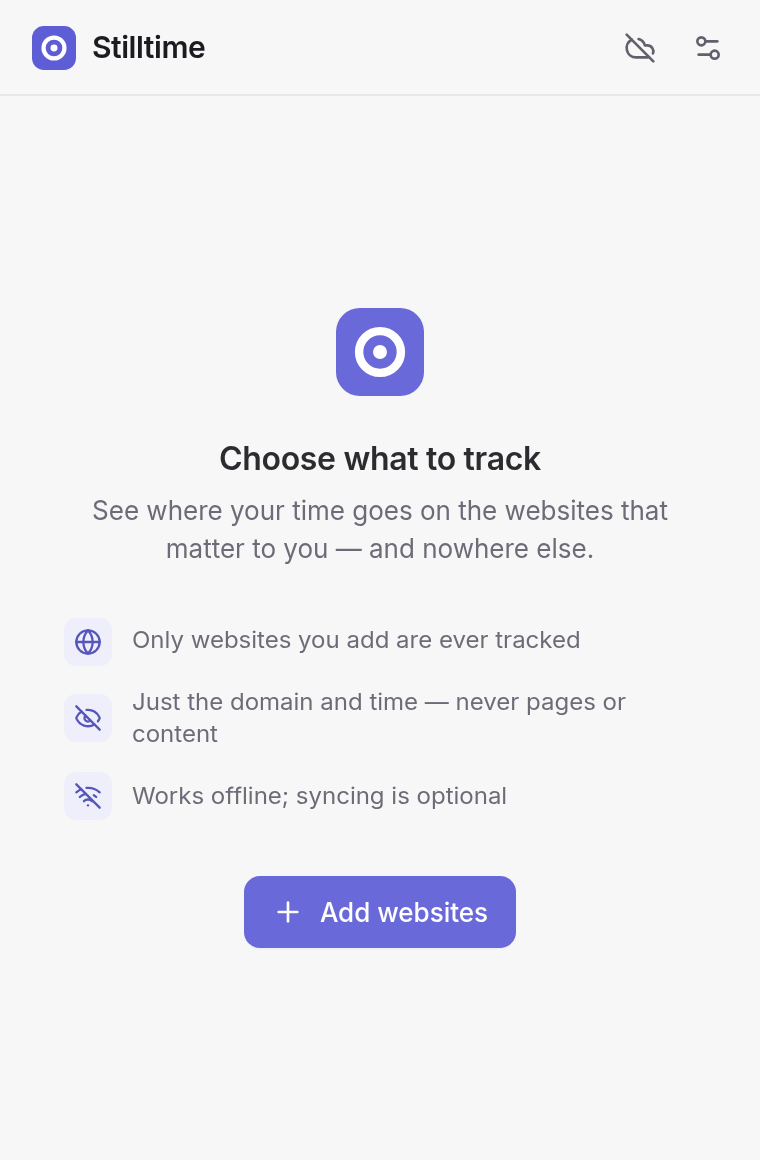 Stilltime
Choose what to track
See where your time goes on the websites that
matter to you — and nowhere else.
Only websites you add are ever tracked
Just the domain and time — never pages or
content
Works offline; syncing is optional
Add websites